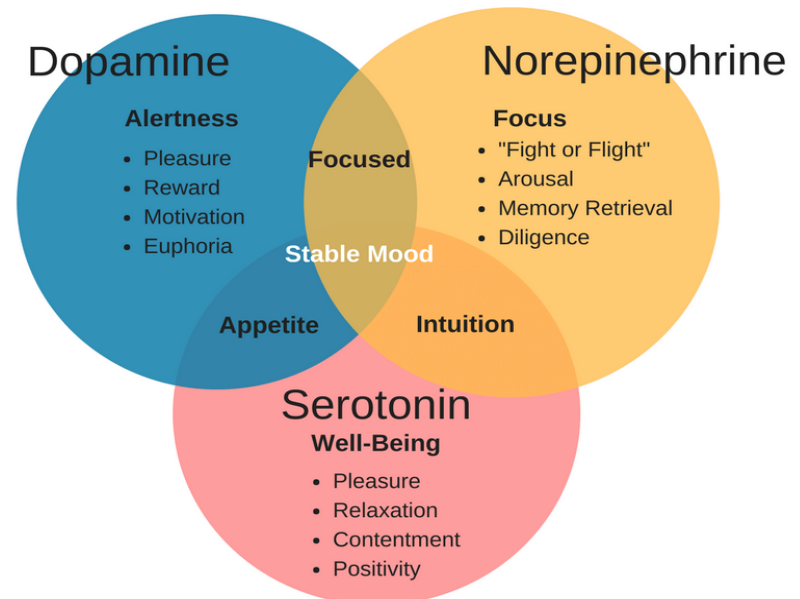 Dopamine
Alertness
• Pleasure
• Reward
• Motivation
• Euphoria
Focused
Norepinephrine
Focus
• "Fight or Flight"
• Arousal
• Memory Retrieval
• Diligence
Stable Mood
Appetite
Intuition
Serotonin
Well-Being
• Pleasure
• Relaxation
• Contentment
• Positivity